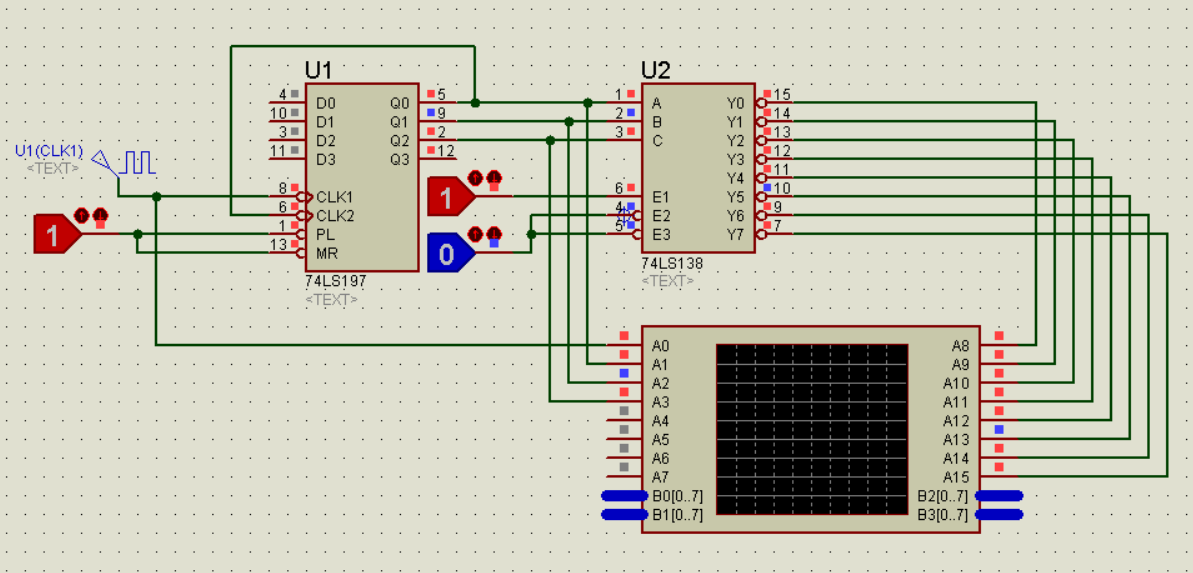 U1
4 D0 Q0 5
10 D1 Q1 9
3 D2 Q2 2
11 D3 Q3 12
8 CLK1
6 CLK2
1 PL
13 MR
74LS197
<TEXT>
U1(CLK1)
<TEXT>
1
1
0
U2
1 A Y0 15
2 B Y1 14
3 C Y2 13
Y3 12
Y4 11
6 E1 Y5 10
4 E2 Y6 9
5 E3 Y7 7
74LS138
<TEXT>
A0 A8
A1 A9
A2 A10
A3 A11
A4 A12
A5 A13
A6 A14
A7 A15
B0[0..7] B2[0..7]
B1[0..7] B3[0..7]